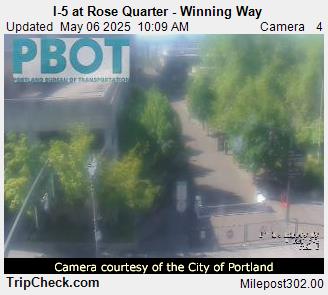 I-5 at Rose Quarter - Winning Way
Updated May 06 2025 10:09 AM Camera 4
PBOT
PORTLAND BUREAU OF TRANSPORTATION
Camera courtesy of the City of Portland
TripCheck.com Milepost302.00